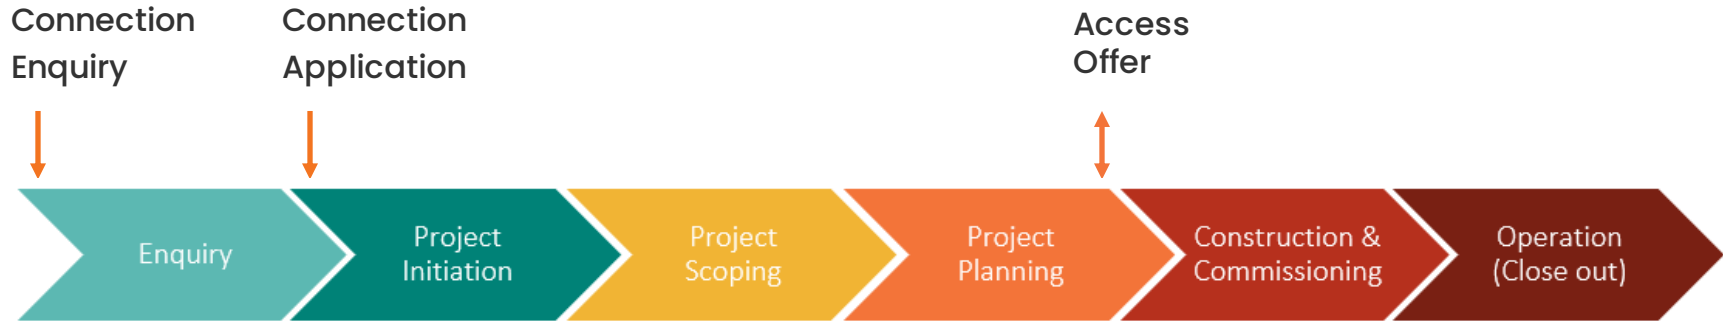 Connection
Enquiry
Connection
Application
Access
Offer
Enquiry
Project
Initiation
Project
Scoping
Project
Planning
Construction &
Commissioning
Operation
(Close out)